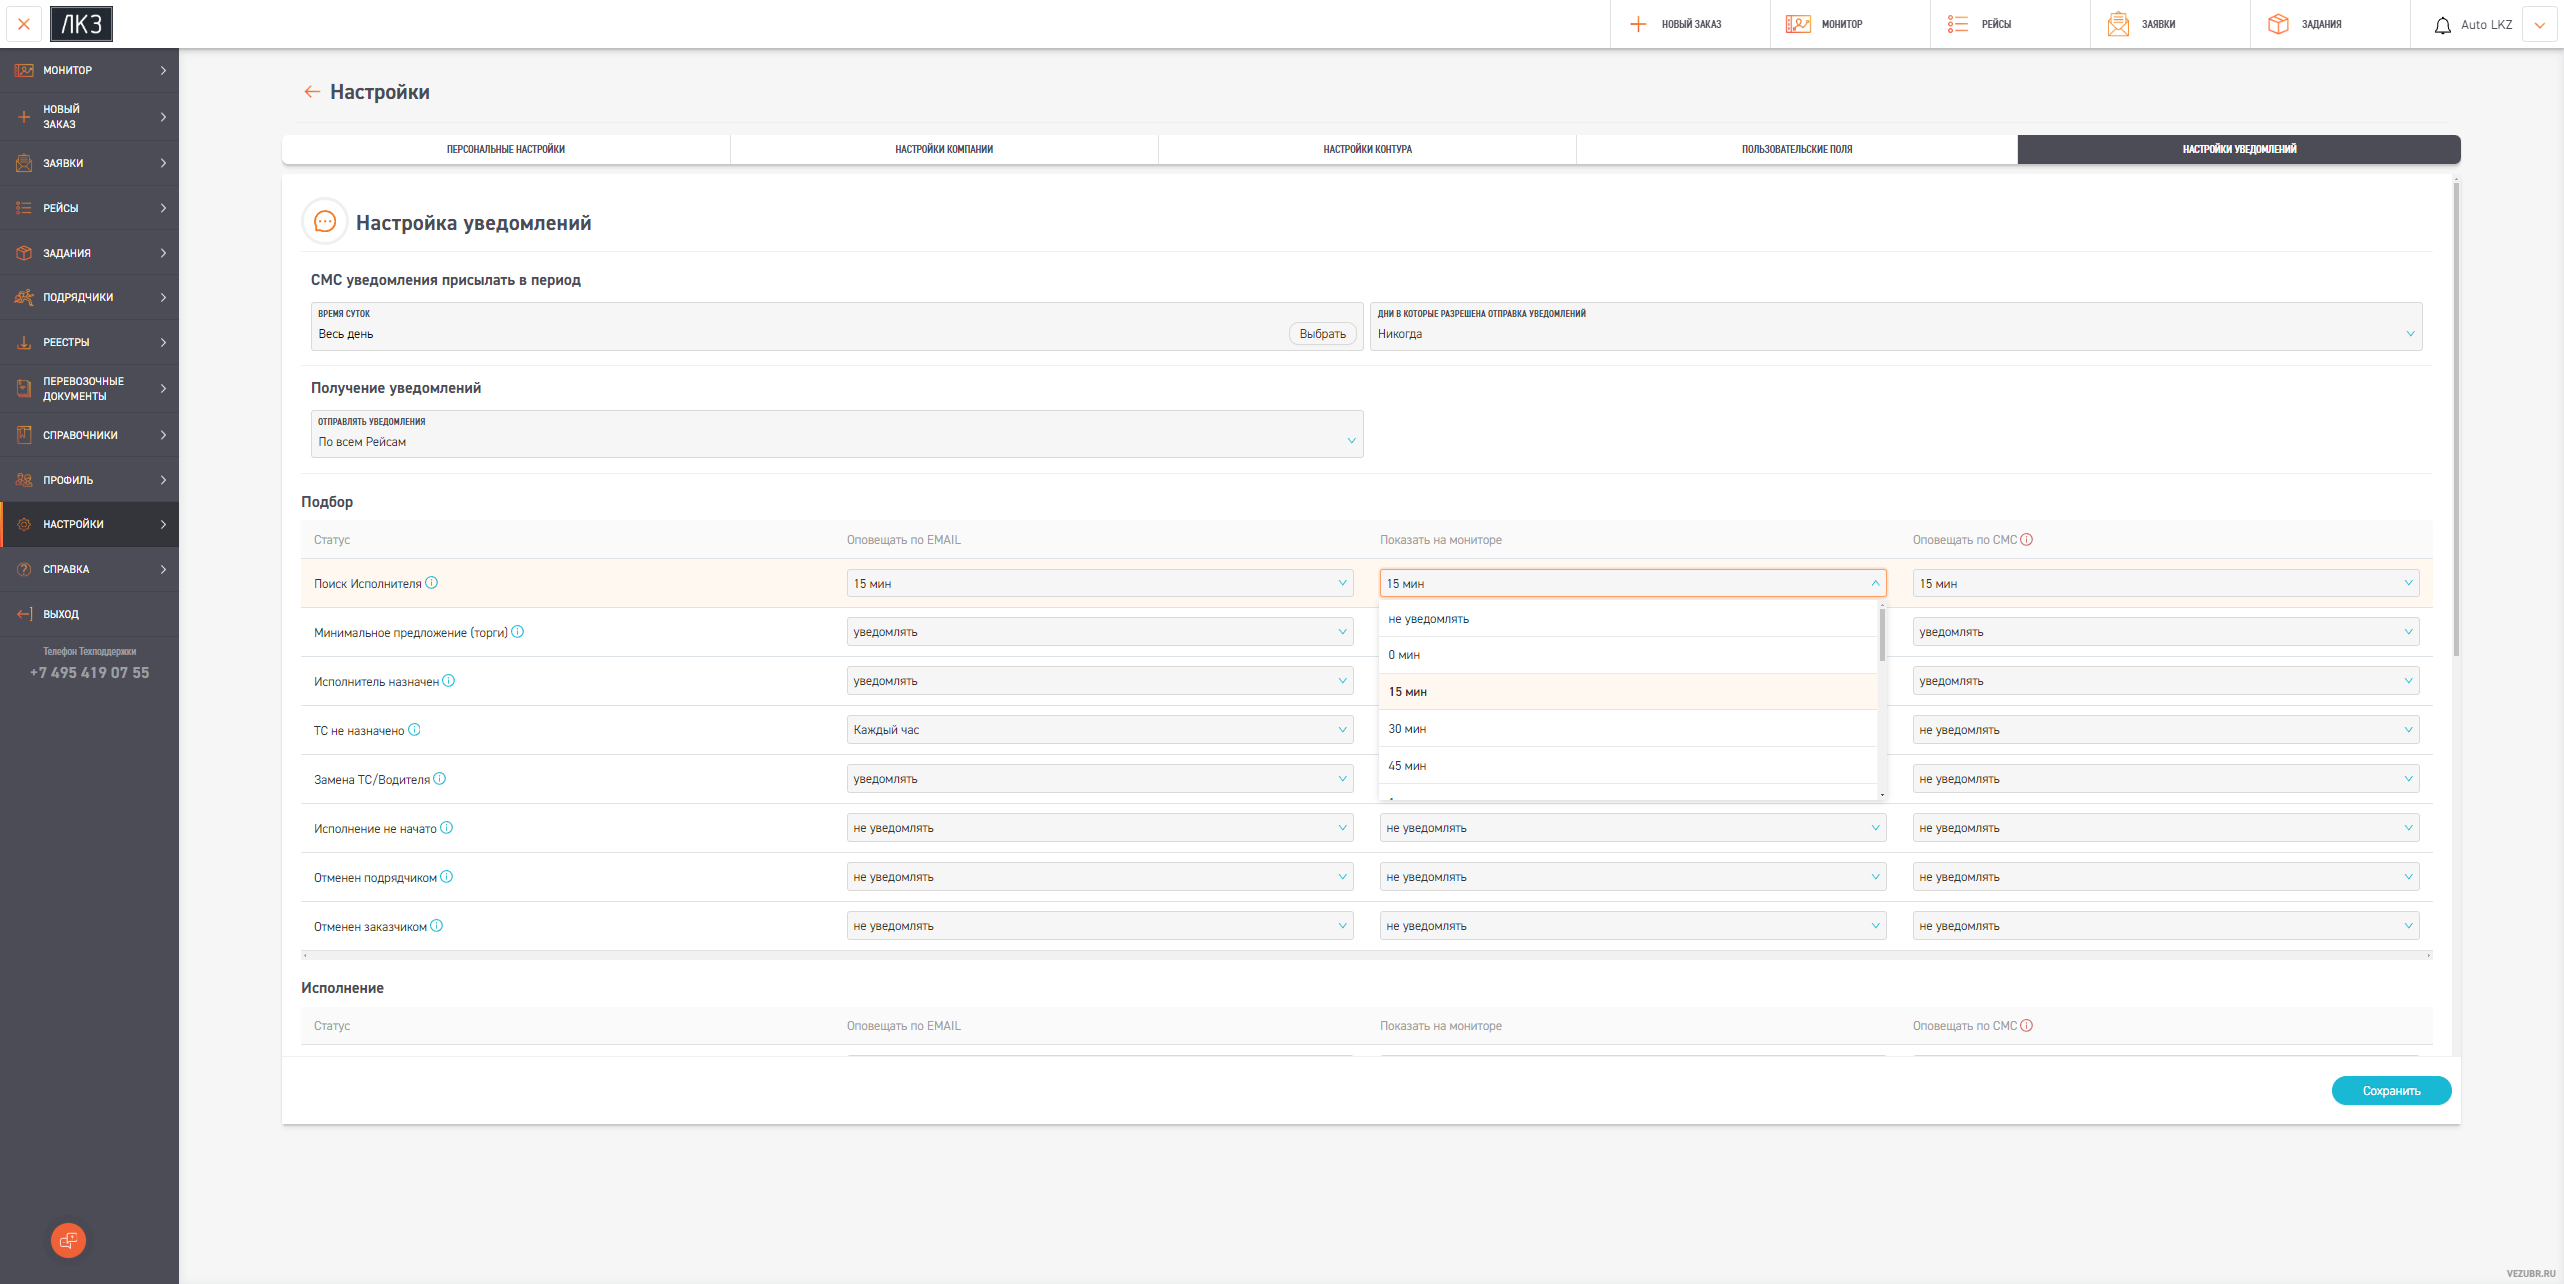 ЛКЗ
НОВЫЙ ЗАКАЗ
МОНИТОР
РЕЙСЫ
ЗАЯВКИ
ЗАДАНИЯ
Auto LKZ
МОНИТОР
НОВЫЙ
ЗАКАЗ
ЗАЯВКИ
РЕЙСЫ
ЗАДАНИЯ
ПОДРЯДЧИКИ
РЕЕСТРЫ
ПЕРЕВОЗОЧНЫЕ
ДОКУМЕНТЫ
СПРАВОЧНИКИ
ПРОФИЛЬ
НАСТРОЙКИ
СПРАВКА
ВЫХОД
Телефон Техподдержки
+7 495 419 07 55
Настройки
ПЕРСОНАЛЬНЫЕ НАСТРОЙКИ
НАСТРОЙКИ КОМПАНИИ
НАСТРОЙКИ КОНТУРА
ПОЛЬЗОВАТЕЛЬСКИЕ ПОЛЯ
НАСТРОЙКИ УВЕДОМЛЕНИЙ
Настройка уведомлений
СМС уведомления присылать в период
ВРЕМЯ СУТОК
Весь день
Выбрать
ДНИ В КОТОРЫЕ РАЗРЕШЕНА ОТПРАВКА УВЕДОМЛЕНИЙ
Никогда
Получение уведомлений
ОТПРАВЛЯТЬ УВЕДОМЛЕНИЯ
По всем Рейсам
Подбор
Статус
Оповещать по EMAIL
Показать на мониторе
Оповещать по СМС
Поиск Исполнителя
15 мин
15 мин
15 мин
не уведомлять
0 мин
15 мин
30 мин
45 мин
Минимальное предложение (торги)
уведомлять
уведомлять
Исполнитель назначен
уведомлять
уведомлять
ТС не назначено
Каждый час
не уведомлять
Замена ТС/Водителя
уведомлять
не уведомлять
Исполнение не начато
не уведомлять
не уведомлять
не уведомлять
Отменен подрядчиком
не уведомлять
не уведомлять
не уведомлять
Отменен заказчиком
не уведомлять
не уведомлять
не уведомлять
Исполнение
Статус
Оповещать по EMAIL
Показать на мониторе
Оповещать по СМС
Сохранить
VEZUBR.RU